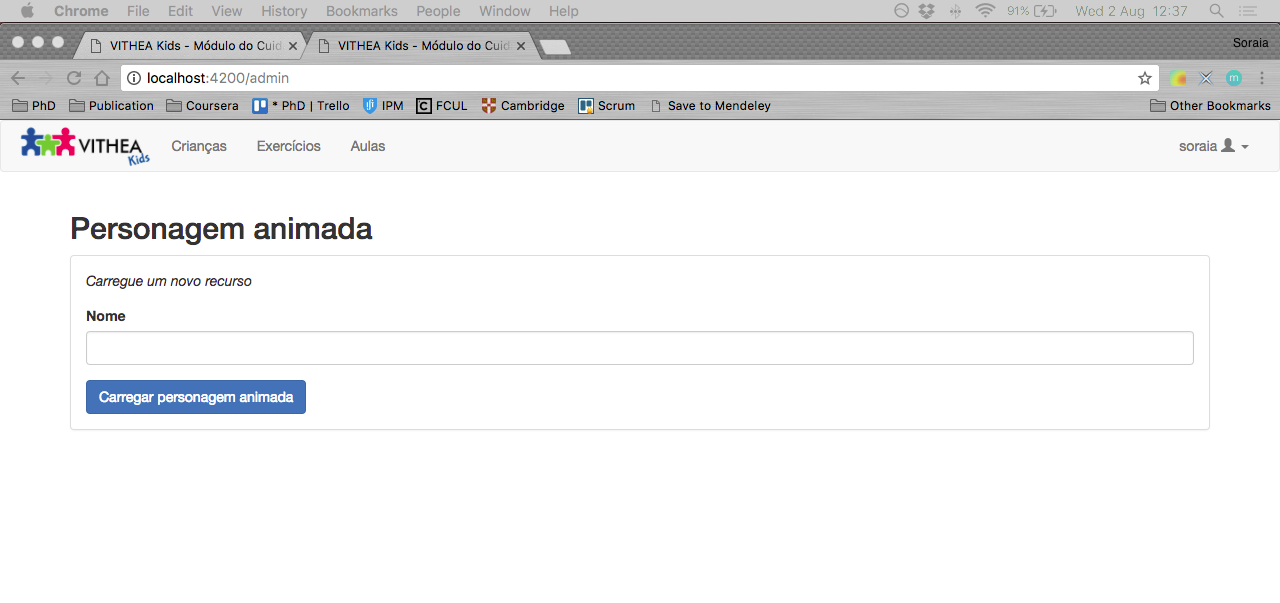 Chrome File Edit View History Bookmarks People Window Help 91% Wed 2 Aug 12:37
VITHEA Kids - Módulo do Cuid VITHEA Kids - Módulo do Cuid Soraia
localhost:4200/admin m
PhD Publication Coursera * PhD | Trello IPM FCUL Cambridge Scrum Save to Mendeley Other Bookmarks
VITHEA Kids Crianças Exercícios Aulas soraia
Personagem animada
Carregue um novo recurso
Nome
Carregar personagem animada